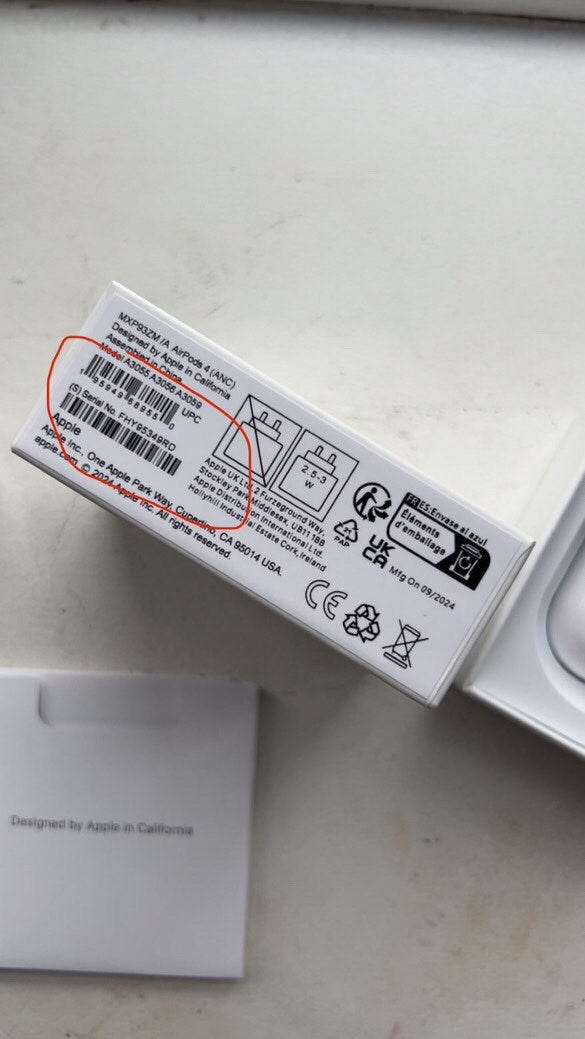 MXP93ZM/A AirPods 4 (ANC)
Designed by Apple in California
Assembled in China
Model A3055 A3056 A3059
UPC
(S) Serial No. FHY95349RD
Apple
Apple Inc., One Apple Park Way, Cupertino, CA 95014 USA.
apple.com © 2024 Apple Inc. All rights reserved.
2.5-3
W
Apple UK Ltd, 2 Furzeground Way,
Stockley Park, Middlesex, UB11 1BB
Apple Distribution International Ltd.
Hollyhill Industrial Estate Cork, Ireland
21
PAP
UK
CA
FR
ES: Envase al azul
Éléments
d'emballage
Mfg On 09/2024
CE
Designed by Apple in California